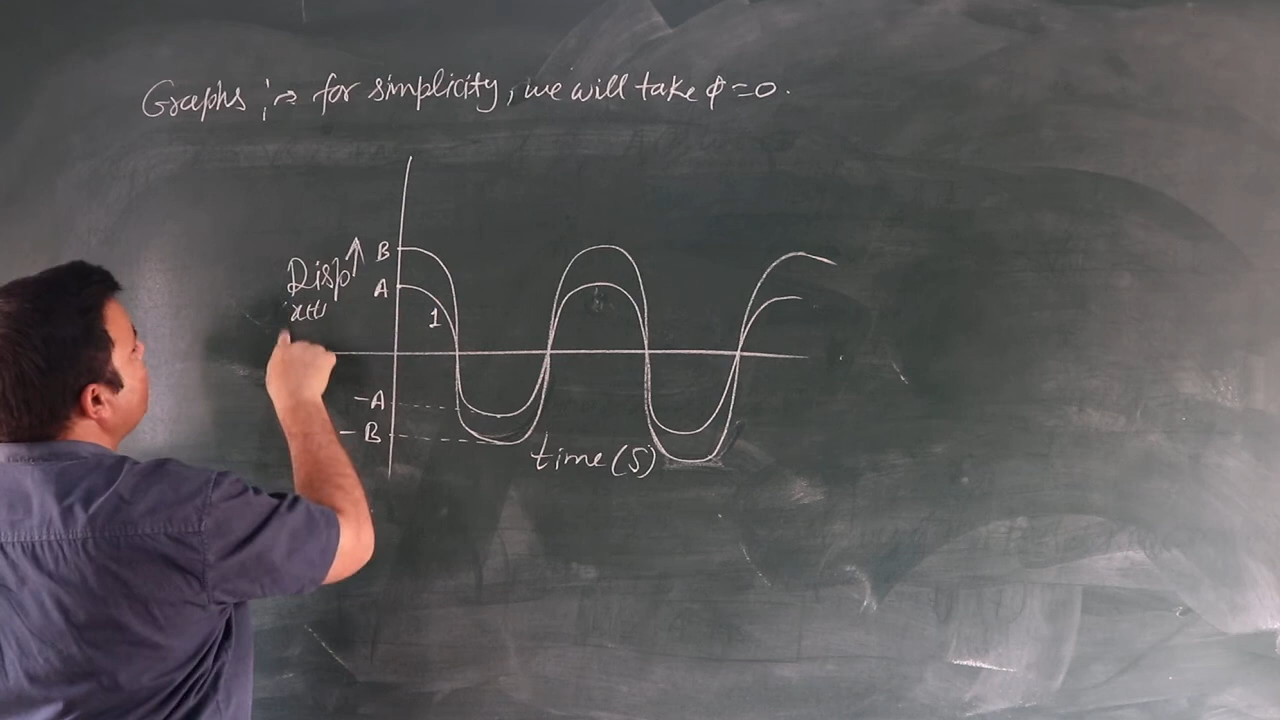 Graphs :→ for simplicity, we will take ϕ=0.
B
Disp ↑
A
x(t)
1
-A
-B
time(s)